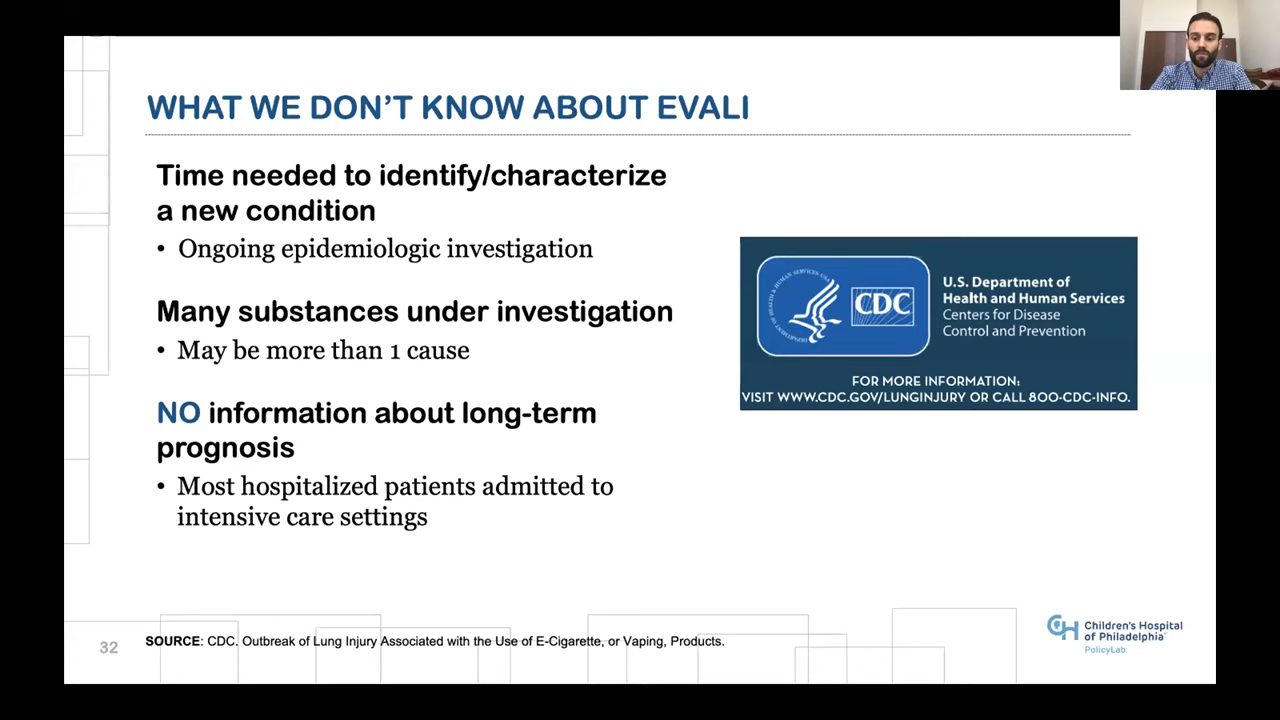 WHAT WE DON'T KNOW ABOUT EVALI
Time needed to identify/characterize
a new condition
• Ongoing epidemiologic investigation
Many substances under investigation
• May be more than 1 cause
NO information about long-term
prognosis
• Most hospitalized patients admitted to
intensive care settings
CDC
U.S. Department of
Health and Human Services
Centers for Disease
Control and Prevention
FOR MORE INFORMATION:
VISIT WWW.CDC.GOV/LUNGINJURY OR CALL 800-CDC-INFO.
32
SOURCE: CDC. Outbreak of Lung Injury Associated with the Use of E-Cigarette, or Vaping, Products.
Children's Hospital
of Philadelphia
PolicyLab